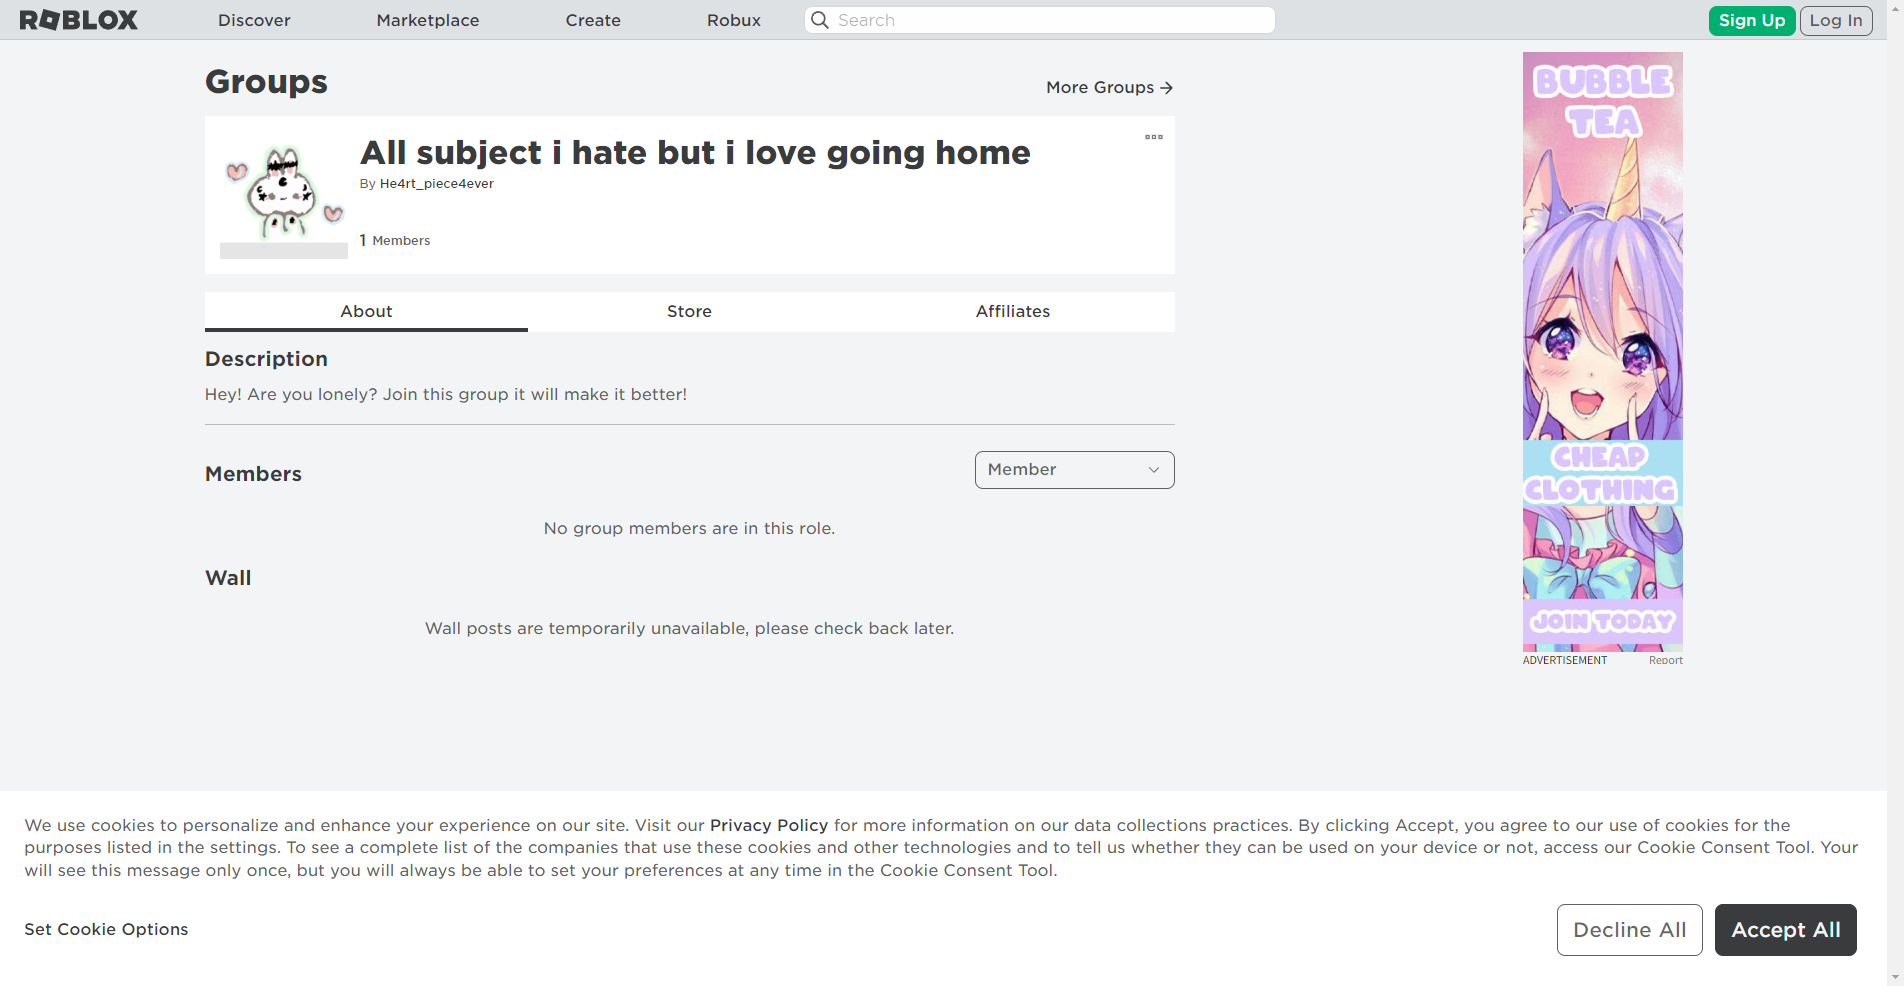 ROBLOX
Discover
Marketplace
Create
Robux
Search
Sign Up
Log In
Groups
More Groups
All subject i hate but i love going home
By He4rt_piece4ever
1 Members
About
Store
Affiliates
Description
Hey! Are you lonely? Join this group it will make it better!
Members
Member
No group members are in this role.
Wall
Wall posts are temporarily unavailable, please check back later.
BUBBLE
TEA
CHEAP
CLOTHING
JOIN TODAY
ADVERTISEMENT
Report
We use cookies to personalize and enhance your experience on our site. Visit our Privacy Policy for more information on our data collections practices. By clicking Accept, you agree to our use of cookies for the
purposes listed in the settings. To see a complete list of the companies that use these cookies and other technologies and to tell us whether they can be used on your device or not, access our Cookie Consent Tool. Your
will see this message only once, but you will always be able to set your preferences at any time in the Cookie Consent Tool.
Set Cookie Options
Decline All
Accept All